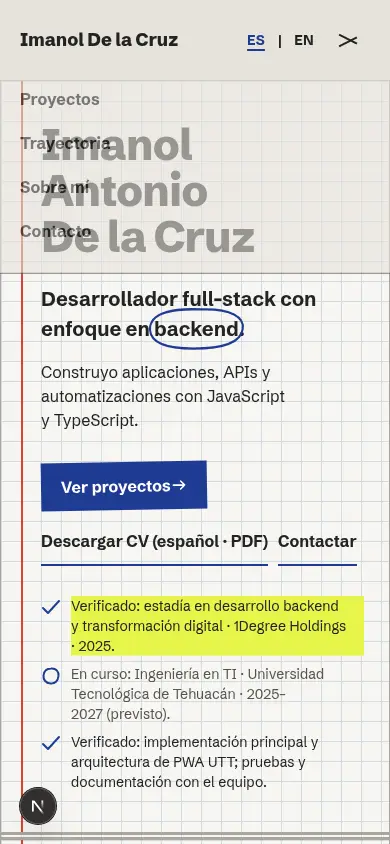 Imanol De la Cruz
ES | EN
Proyectos
Trayectoria
Sobre mí
Contacto
Imanol
Antonio
De la Cruz
Desarrollador full-stack con
enfoque en backend.
Construyo aplicaciones, APIs y
automatizaciones con JavaScript
y TypeScript.
Ver proyectos→
Descargar CV (español · PDF) Contactar
Verificado: estadía en desarrollo backend
y transformación digital · 1Degree Holdings
· 2025.
En curso: Ingeniería en TI · Universidad
Tecnológica de Tehuacán · 2025–
2027 (previsto).
Verificado: implementación principal y
arquitectura de PWA UTT; pruebas y
documentación con el equipo.
N